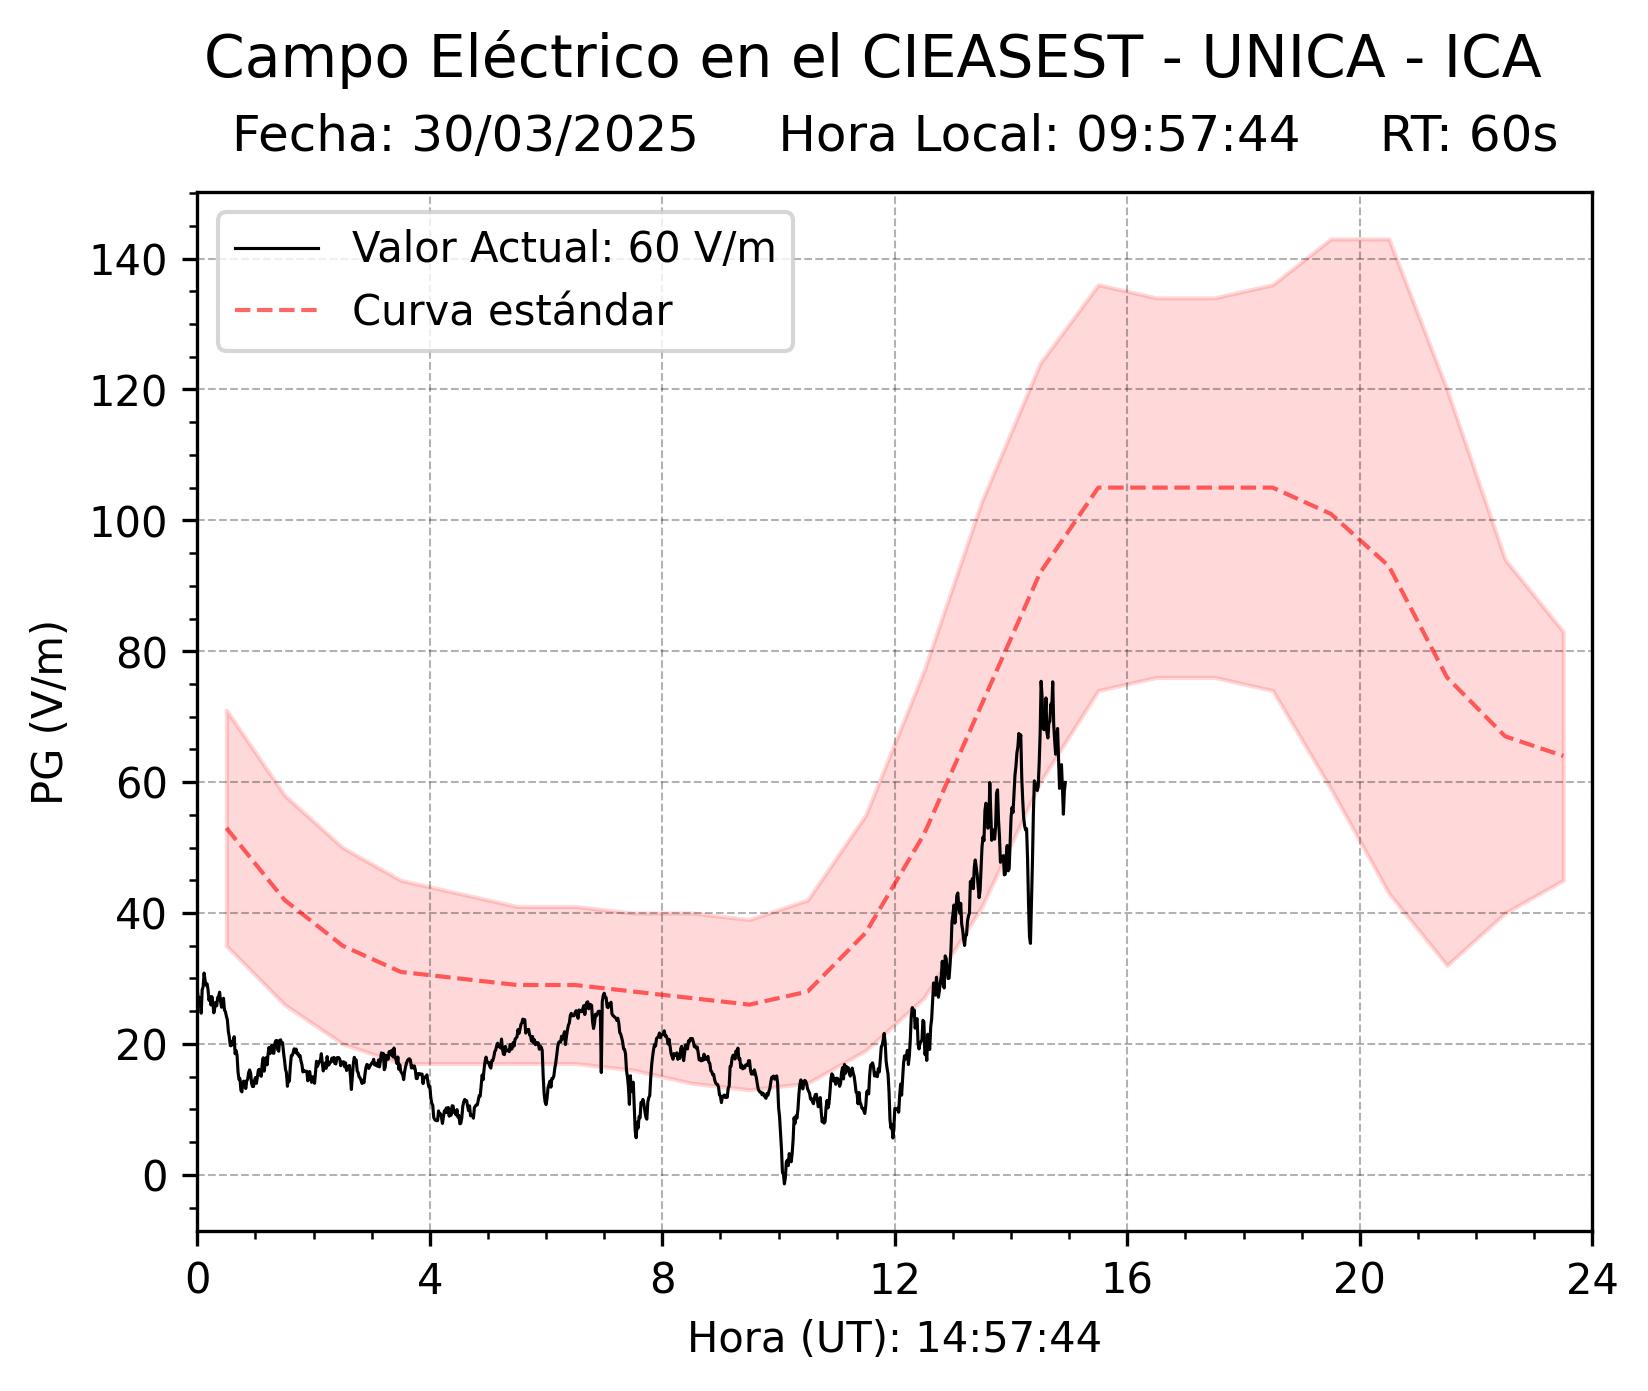 Campo Eléctrico en el CIEASEST - UNICA - ICA
Fecha: 30/03/2025 Hora Local: 09:57:44 RT: 60s
Valor Actual: 60 V/m
Curva estándar
140
120
100
80
60
40
20
0
PG (V/m)
0 4 8 12 16 20 24
Hora (UT): 14:57:44